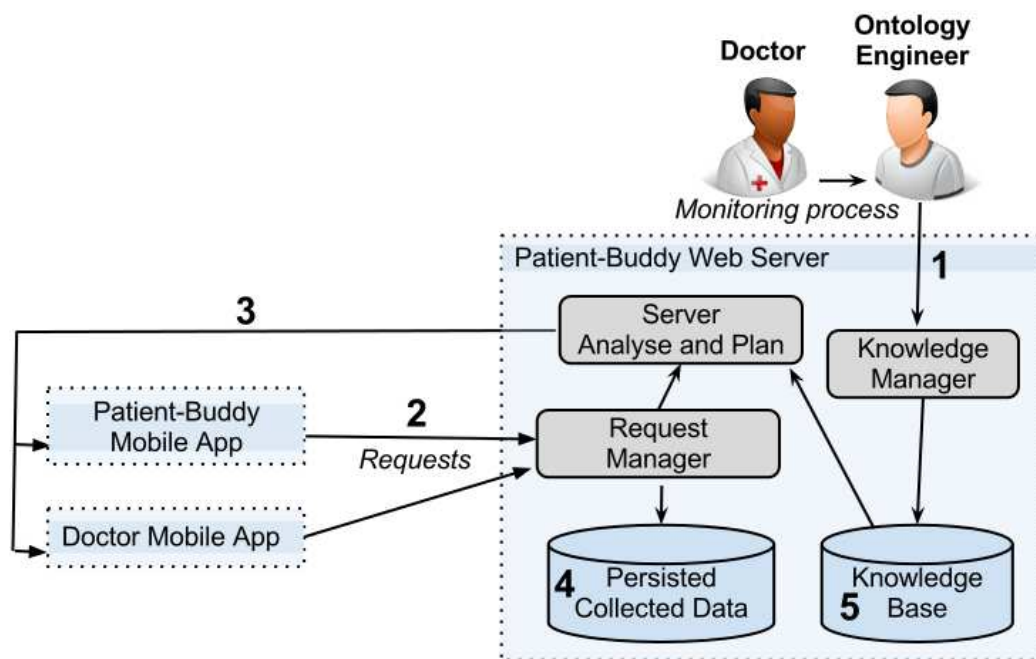 Doctor
Ontology
Engineer
Monitoring process
Patient-Buddy Web Server
1
3
Server
Analyse and Plan
Knowledge
Manager
Patient-Buddy
Mobile App
2
Requests
Request
Manager
Doctor Mobile App
4
Persisted
Collected Data
5
Knowledge
Base